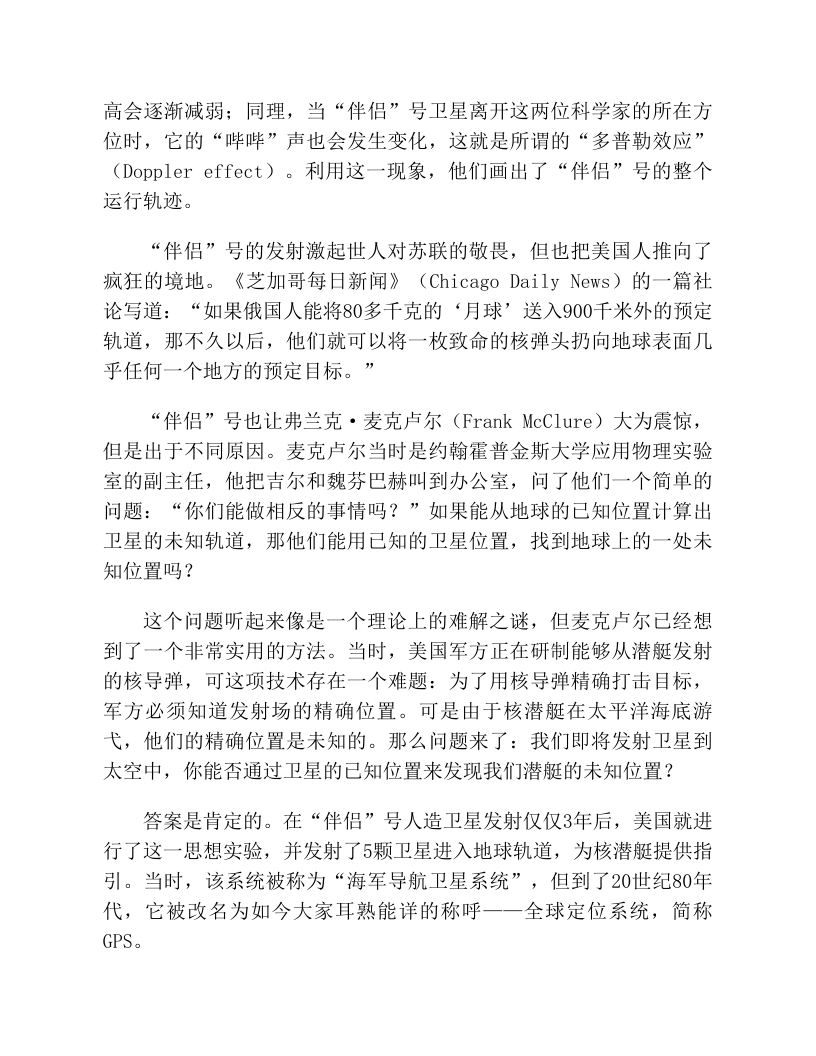 高会逐渐减弱；同理，当“伴侣”号卫星离开这两位科学家的所在方
位时，它的“哔哔”声也会发生变化，这就是所谓的“多普勒效应”
（Doppler effect）。利用这一现象，他们画出了“伴侣”号的整个
运行轨迹。
“伴侣”号的发射激起世人对苏联的敬畏，但也把美国人推向了
疯狂的境地。《芝加哥每日新闻》（Chicago Daily News）的一篇社
论写道：“如果俄国人能将80多千克的‘月球’送入900千米外的预定
轨道，那不久以后，他们就可以将一枚致命的核弹头扔向地球表面几
乎任何一个地方的预定目标。”
“伴侣”号也让弗兰克·麦克卢尔（Frank McClure）大为震惊，
但是出于不同原因。麦克卢尔当时是约翰霍普金斯大学应用物理实验
室的副主任，他把吉尔和魏芬巴赫叫到办公室，问了他们一个简单的
问题：“你们能做相反的事情吗？”如果能从地球的已知位置计算出
卫星的未知轨道，那他们能用已知的卫星位置，找到地球上的一处未
知位置吗？
这个问题听起来像是一个理论上的难解之谜，但麦克卢尔已经想
到了一个非常实用的方法。当时，美国军方正在研制能够从潜艇发射
的核导弹，可这项技术存在一个难题：为了用核导弹精确打击目标，
军方必须知道发射场的精确位置。可是由于核潜艇在太平洋海底游
弋，他们的精确位置是未知的。那么问题来了：我们即将发射卫星到
太空中，你能否通过卫星的已知位置来发现我们潜艇的未知位置？
答案是肯定的。在“伴侣”号人造卫星发射仅仅3年后，美国就进
行了这一思想实验，并发射了5颗卫星进入地球轨道，为核潜艇提供指
引。当时，该系统被称为“海军导航卫星系统”，但到了20世纪80年
代，它被改名为如今大家耳熟能详的称呼——全球定位系统，简称
GPS。